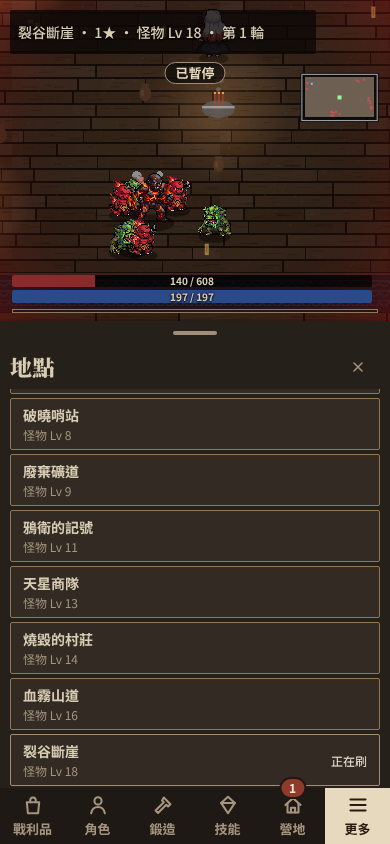 裂谷斷崖 • 1★ • 怪物 Lv 18 • 第 1 輪
已暫停
140 / 608
197 / 197
地點
×
破曉哨站
怪物 Lv 8
廢棄礦道
怪物 Lv 9
鴉衛的記號
怪物 Lv 11
天星商隊
怪物 Lv 13
燒毀的村莊
怪物 Lv 14
血霧山道
怪物 Lv 16
裂谷斷崖
怪物 Lv 18
正在刷
1
戰利品 角色 鍛造 技能 營地 更多